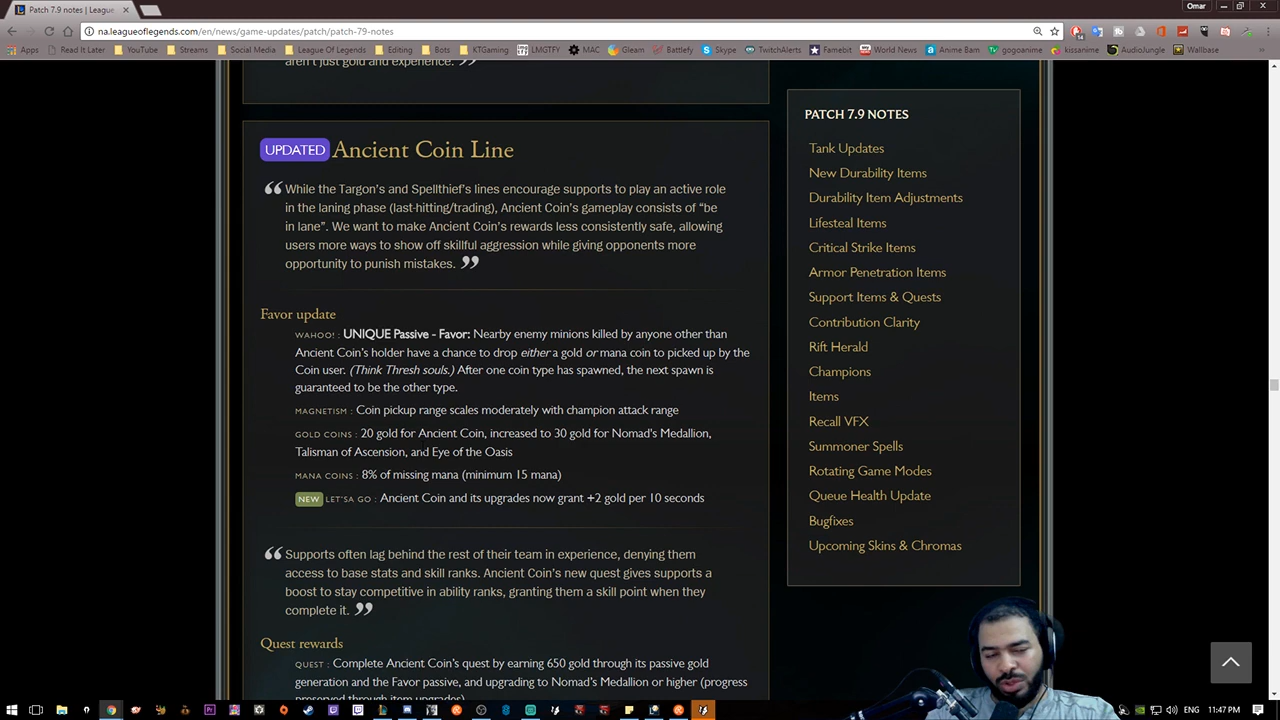 Patch 7.9 notes | League
Omar
na.leagueoflegends.com/en/news/game-updates/patch/patch-79-notes
Apps Read It Later YouTube Streams Social Media League Of Legends Editing Bots KTGaming LMGTFY MAC Gleam Battlefy Skype TwitchAlerts Famebit World News Anime Bam gogoanime kissanime AudioJungle Wallbase
aren't just gold and experience. ”
UPDATED Ancient Coin Line
“ While the Targon's and Spellthief's lines encourage supports to play an active role
in the laning phase (last-hitting/trading), Ancient Coin's gameplay consists of “be
in lane”. We want to make Ancient Coin's rewards less consistently safe, allowing
users more ways to show off skillful aggression while giving opponents more
opportunity to punish mistakes. ”
Favor update
WAHOO! : UNIQUE Passive - Favor: Nearby enemy minions killed by anyone other than
Ancient Coin's holder have a chance to drop either a gold or mana coin to picked up by the
Coin user. (Think Thresh souls.) After one coin type has spawned, the next spawn is
guaranteed to be the other type.
MAGNETISM : Coin pickup range scales moderately with champion attack range
GOLD COINS : 20 gold for Ancient Coin, increased to 30 gold for Nomad's Medallion,
Talisman of Ascension, and Eye of the Oasis
MANA COINS : 8% of missing mana (minimum 15 mana)
NEW LET'SA GO : Ancient Coin and its upgrades now grant +2 gold per 10 seconds
“ Supports often lag behind the rest of their team in experience, denying them
access to base stats and skill ranks. Ancient Coin's new quest gives supports a
boost to stay competitive in ability ranks, granting them a skill point when they
complete it. ”
Quest rewards
QUEST : Complete Ancient Coin's quest by earning 650 gold through its passive gold
generation and the Favor passive, and upgrading to Nomad's Medallion or higher (progress
preserved through item upgrades)
PATCH 7.9 NOTES
Tank Updates
New Durability Items
Durability Item Adjustments
Lifesteal Items
Critical Strike Items
Armor Penetration Items
Support Items & Quests
Contribution Clarity
Rift Herald
Champions
Items
Recall VFX
Summoner Spells
Rotating Game Modes
Queue Health Update
Bugfixes
Upcoming Skins & Chromas
ENG 11:47 PM